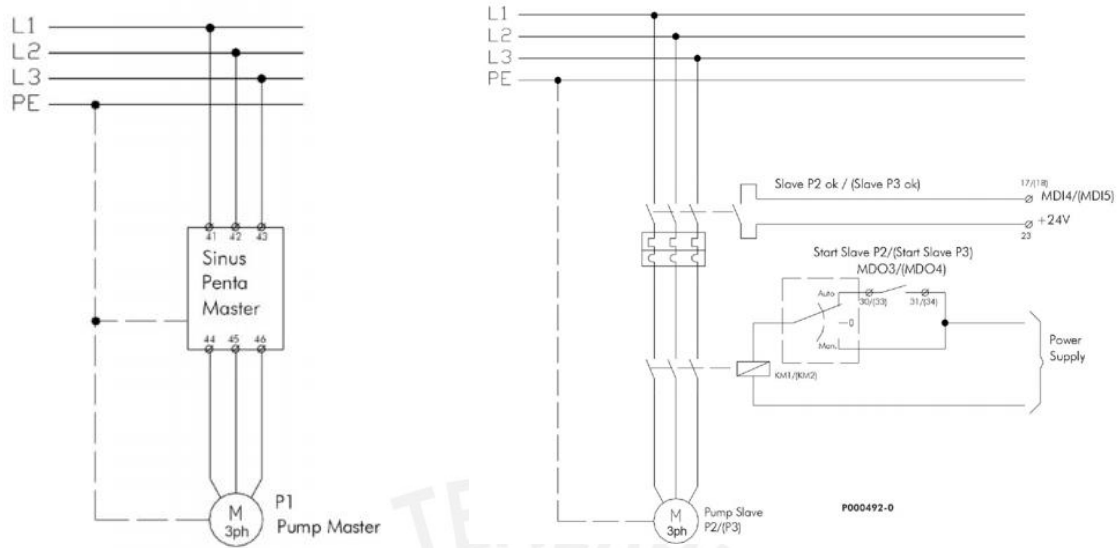 L1
L2
L3
PE
41 42 43
Sinus
Penta
Master
44 45 46
M
3ph
P1
Pump Master
L1
L2
L3
PE
Slave P2 ok / (Slave P3 ok)
17/(18)
MDI4/(MDI5)
+24V
23
Start Slave P2/(Start Slave P3)
MDO3/(MDO4)
Auto
30/(33)
31/(34)
0
Man.
KM1/(KM2)
Power
Supply
M
3ph
Pump Slave
P2/(P3)
P000492-0